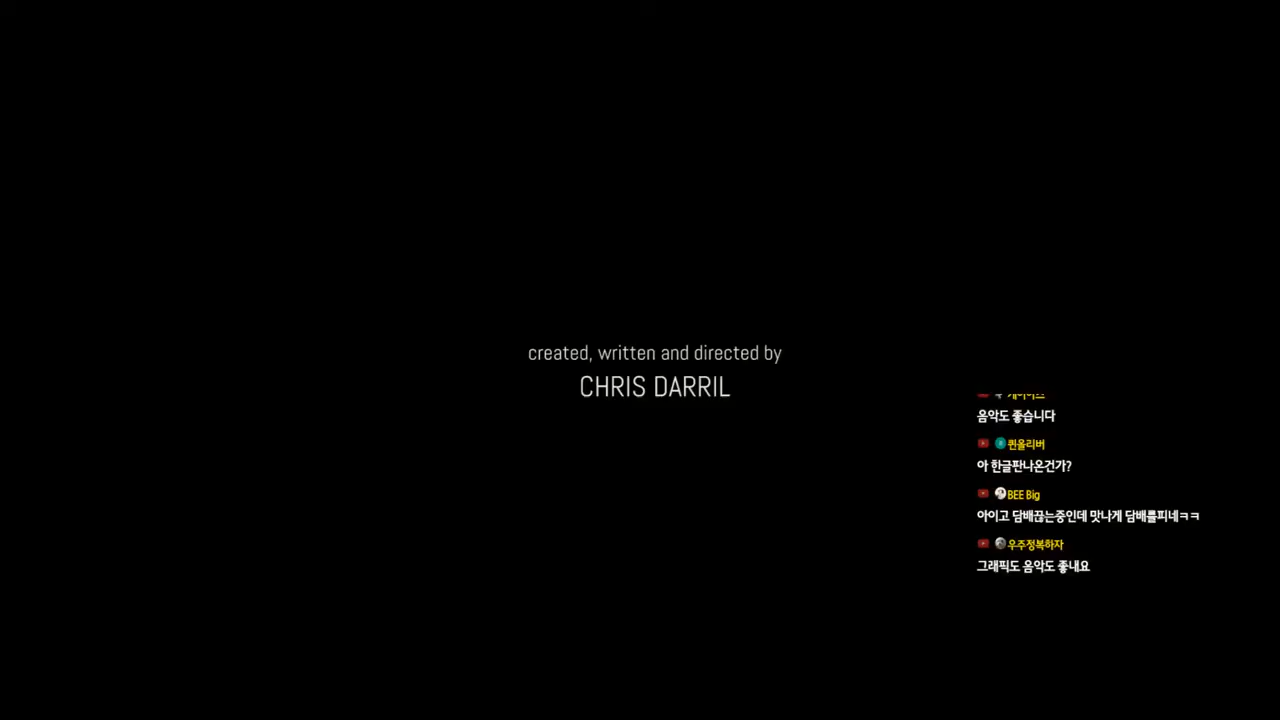 created, written and directed by
CHRIS DARRIL
음악도 좋습니다
퀸올리버
아 한글판나온건가?
BEE Big
아이고 담배끊는중인데 맛나게 담배를피네ㅋㅋ
우주정복하자
그래픽도 음악도 좋내요